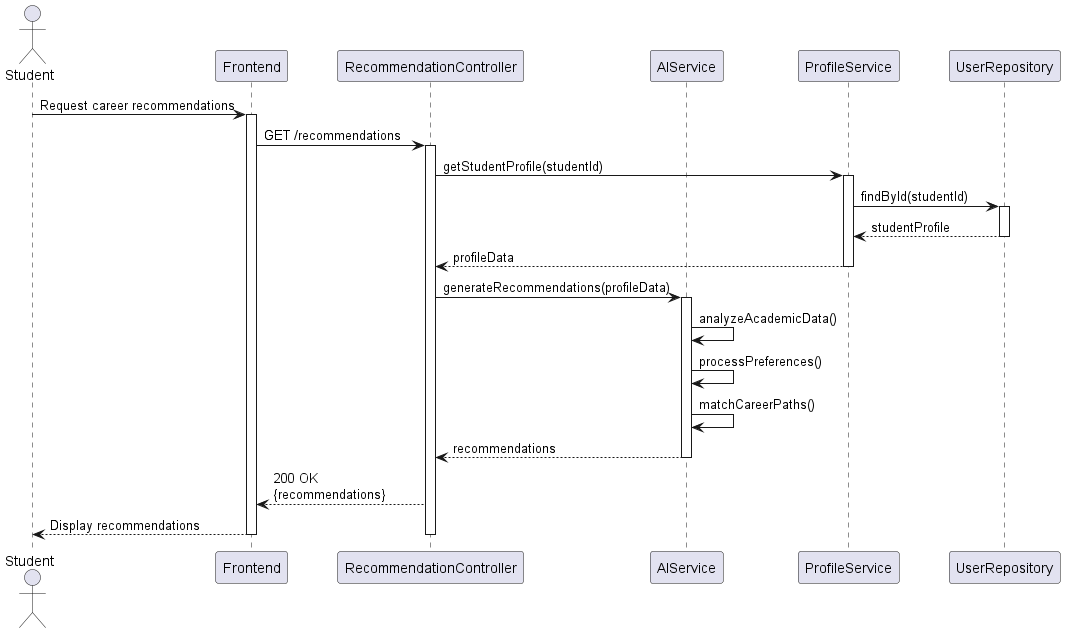 Student
Frontend
RecommendationController
AIService
ProfileService
UserRepository
Request career recommendations
GET /recommendations
getStudentProfile(studentId)
findById(studentId)
studentProfile
profileData
generateRecommendations(profileData)
analyzeAcademicData()
processPreferences()
matchCareerPaths()
recommendations
200 OK
{recommendations}
Display recommendations
Student
Frontend
RecommendationController
AIService
ProfileService
UserRepository